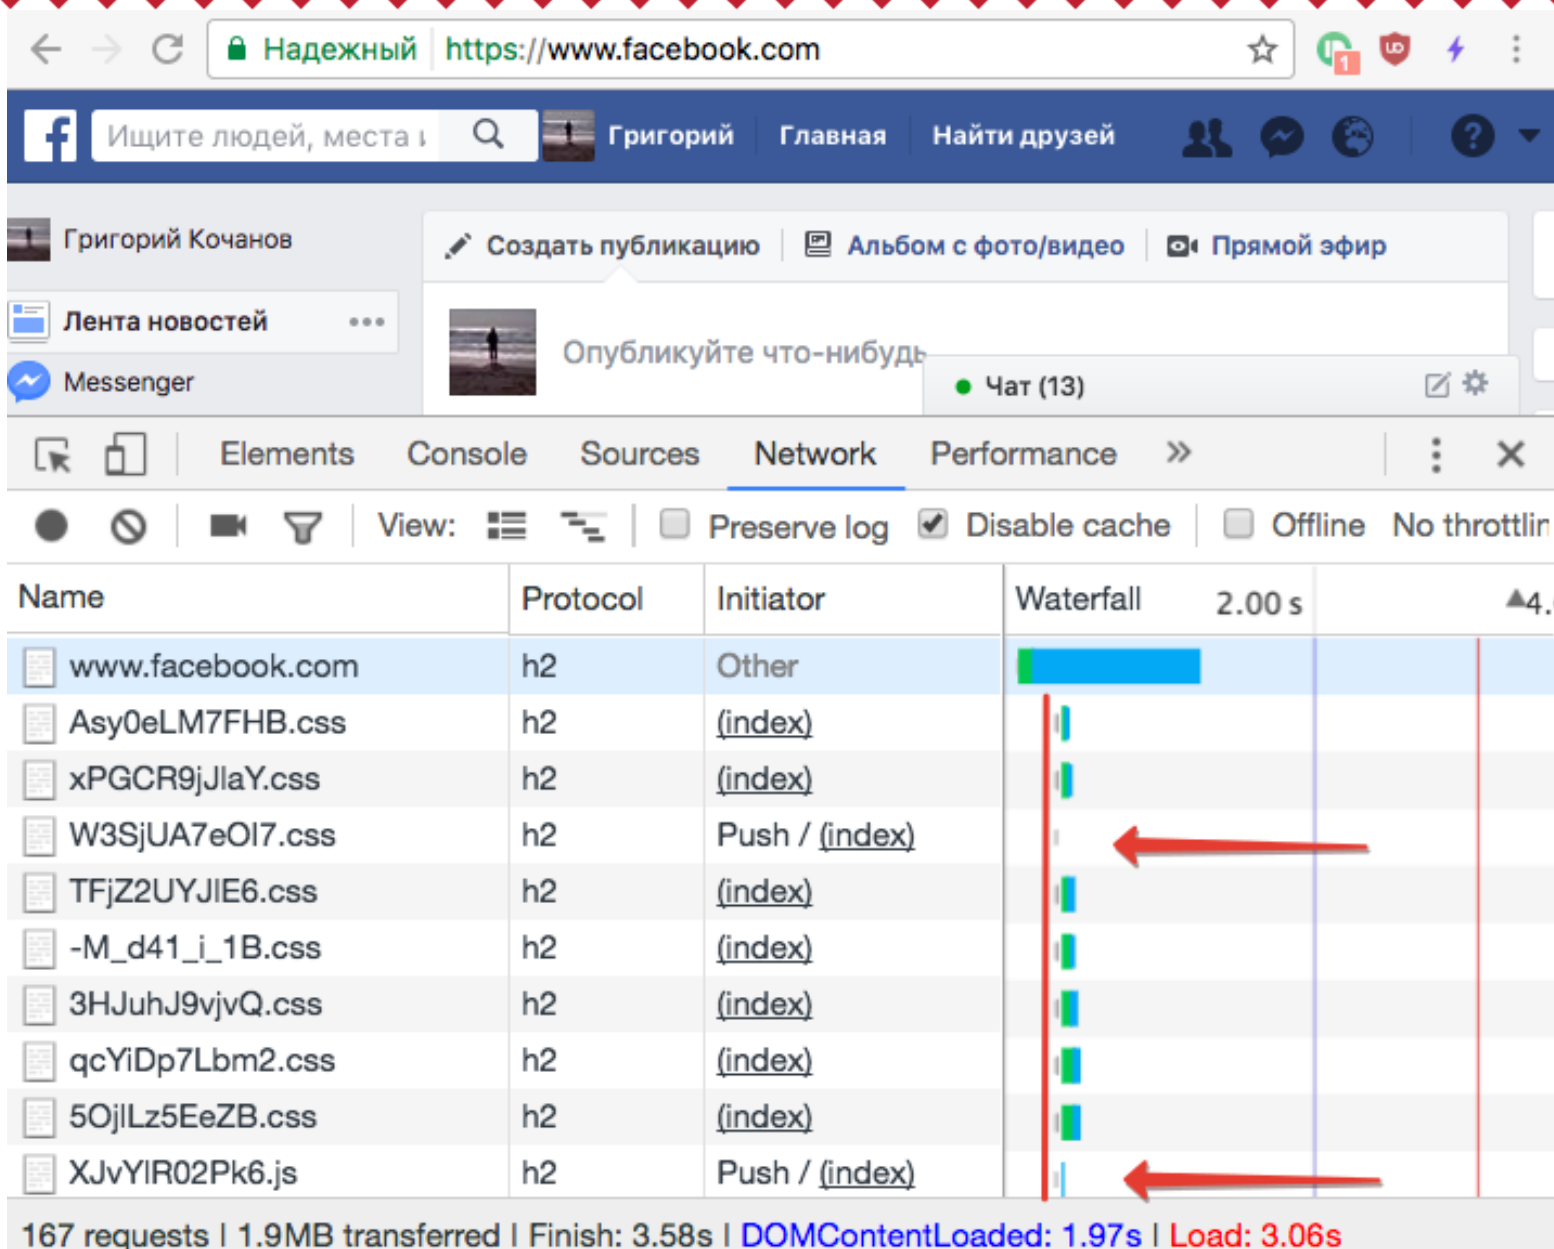 Надежный https://www.facebook.com
1
f Ищите людей, места и Григорий Главная Найти друзей
Григорий Кочанов
Создать публикацию Альбом с фото/видео Прямой эфир
Лента новостей
Опубликуйте что-нибудь
Messenger
Чат (13)
Elements Console Sources Network Performance
View: Preserve log Disable cache Offline No throttlin
Name Protocol Initiator Waterfall 2.00 s 4.
www.facebook.com h2 Other
Asy0eLM7FHB.css h2 (index)
xPGCR9jJlaY.css h2 (index)
W3SjUA7eOl7.css h2 Push / (index)
TFjZ2UYJlE6.css h2 (index)
-M_d41_i_1B.css h2 (index)
3HJuhJ9vjvQ.css h2 (index)
qcYiDp7Lbm2.css h2 (index)
5OjlLz5EeZB.css h2 (index)
XJvYlR02Pk6.js h2 Push / (index)
167 requests | 1.9MB transferred | Finish: 3.58s | DOMContentLoaded: 1.97s | Load: 3.06s